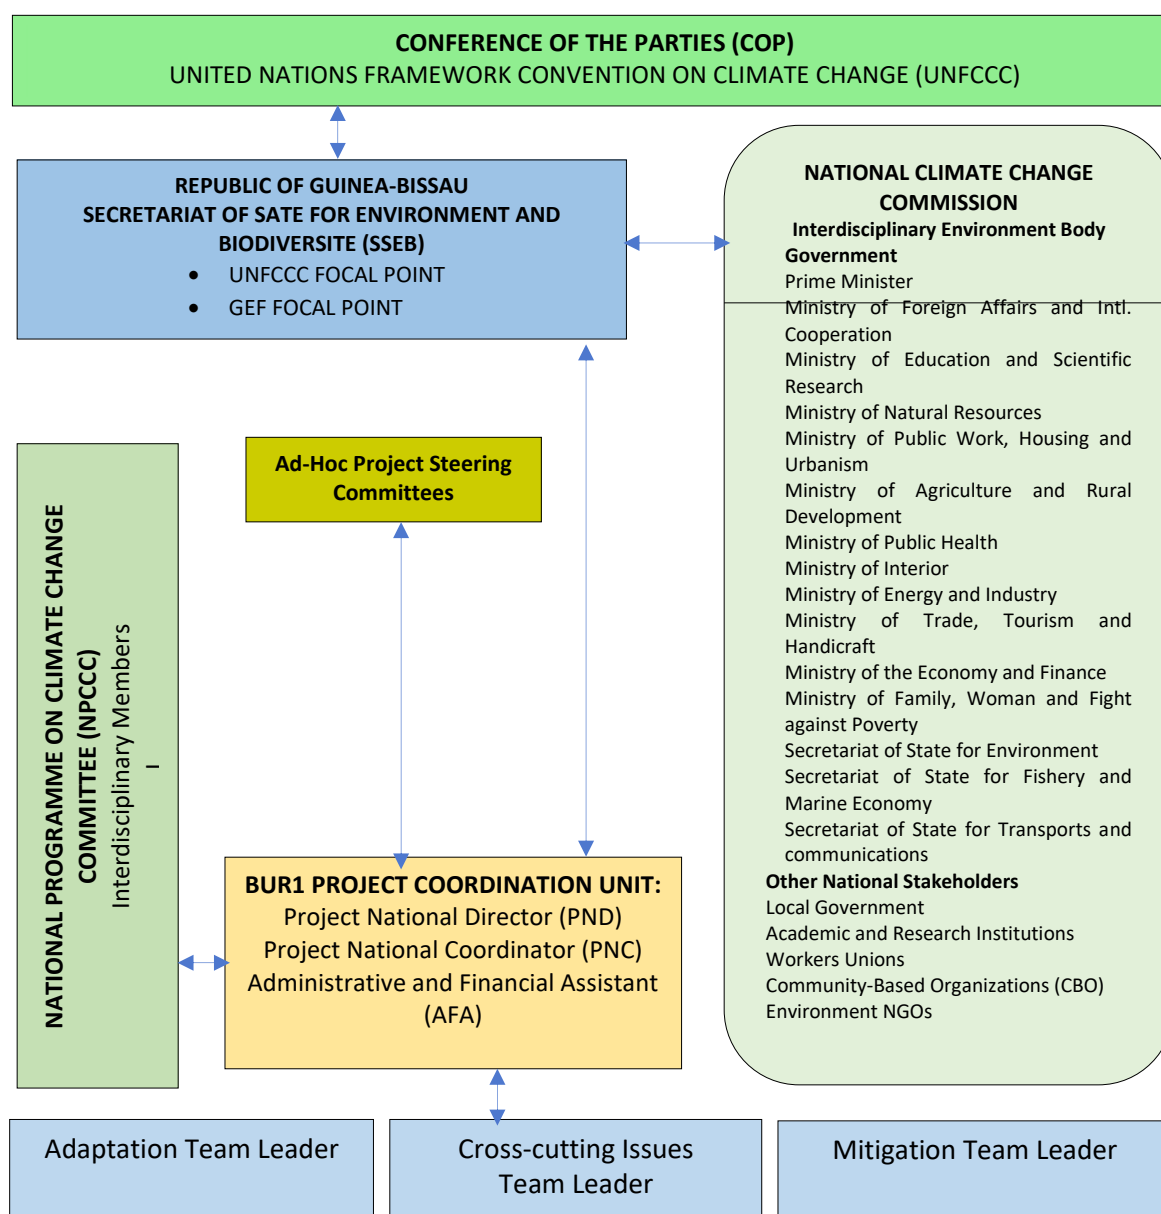 CONFERENCE OF THE PARTIES (COP)
UNITED NATIONS FRAMEWORK CONVENTION ON CLIMATE CHANGE (UNFCCC)
REPUBLIC OF GUINEA-BISSAU
SECRETARIAT OF SATE FOR ENVIRONMENT AND
BIODIVERSITE (SSEB)
• UNFCCC FOCAL POINT
• GEF FOCAL POINT
NATIONAL CLIMATE CHANGE
COMMISSION
Interdisciplinary Environment Body
Government
Prime Minister
Ministry of Foreign Affairs and Intl.
Cooperation
Ministry of Education and Scientific
Research
Ministry of Natural Resources
Ministry of Public Work, Housing and
Urbanism
Ministry of Agriculture and Rural
Development
Ministry of Public Health
Ministry of Interior
Ministry of Energy and Industry
Ministry of Trade, Tourism and
Handicraft
Ministry of the Economy and Finance
Ministry of Family, Woman and Fight
against Poverty
Secretariat of State for Environment
Secretariat of State for Fishery and
Marine Economy
Secretariat of State for Transports and
communications
Other National Stakeholders
Local Government
Academic and Research Institutions
Workers Unions
Community-Based Organizations (CBO)
Environment NGOs
Ad-Hoc Project Steering
Committees
NATIONAL PROGRAMME ON CLIMATE CHANGE
COMMITTEE (NPCCC)
Interdisciplinary Members
I
BUR1 PROJECT COORDINATION UNIT:
Project National Director (PND)
Project National Coordinator (PNC)
Administrative and Financial Assistant
(AFA)
Adaptation Team Leader
Cross-cutting Issues
Team Leader
Mitigation Team Leader